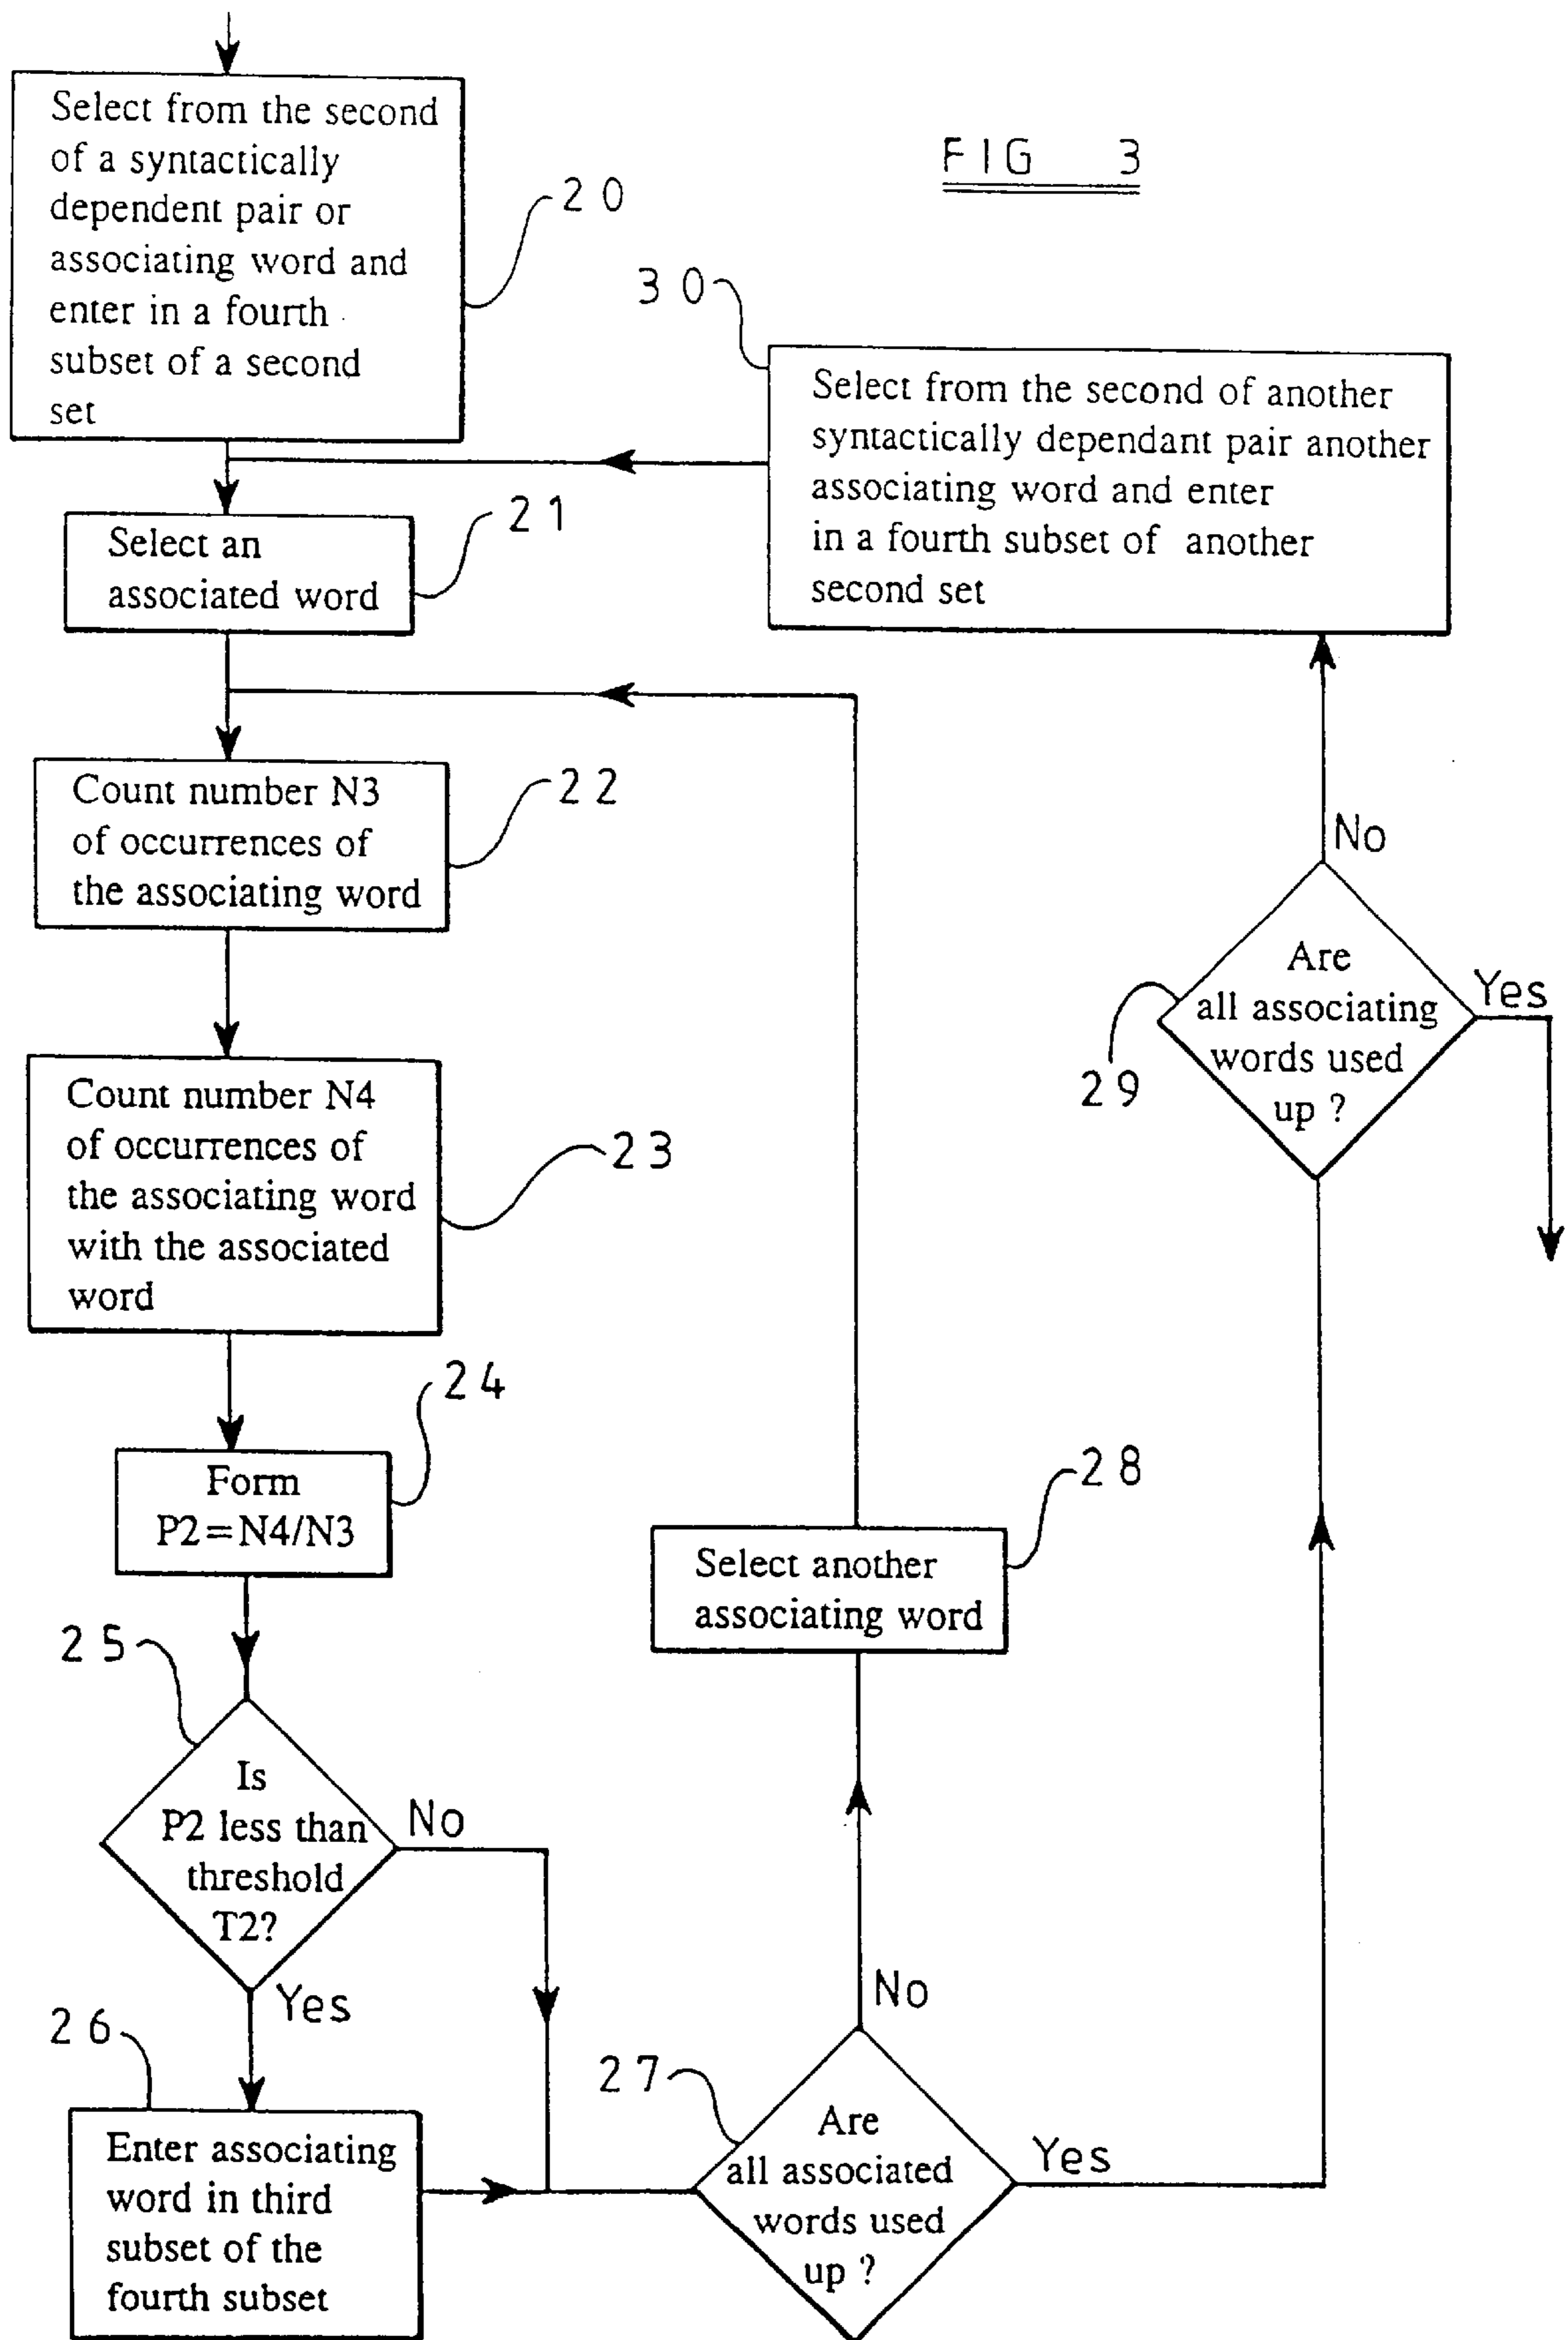 FIG 3
Select from the second
of a syntactically
dependent pair or
associating word and
enter in a fourth
subset of a second
set
20
30
Select from the second of another
syntactically dependant pair another
associating word and enter
in a fourth subset of another
second set
Select an
associated word
21
Count number N3
of occurrences of
the associating word
22
No
Are
all associating
words used
up ?
Yes
29
Count number N4
of occurrences of
the associating word
with the associated
word
23
Form
P2=N4/N3
24
Select another
associating word
28
25
Is
P2 less than
threshold
T2?
No
Yes
26
Enter associating
word in third
subset of the
fourth subset
27
No
Are
all associated
words used
up ?
Yes